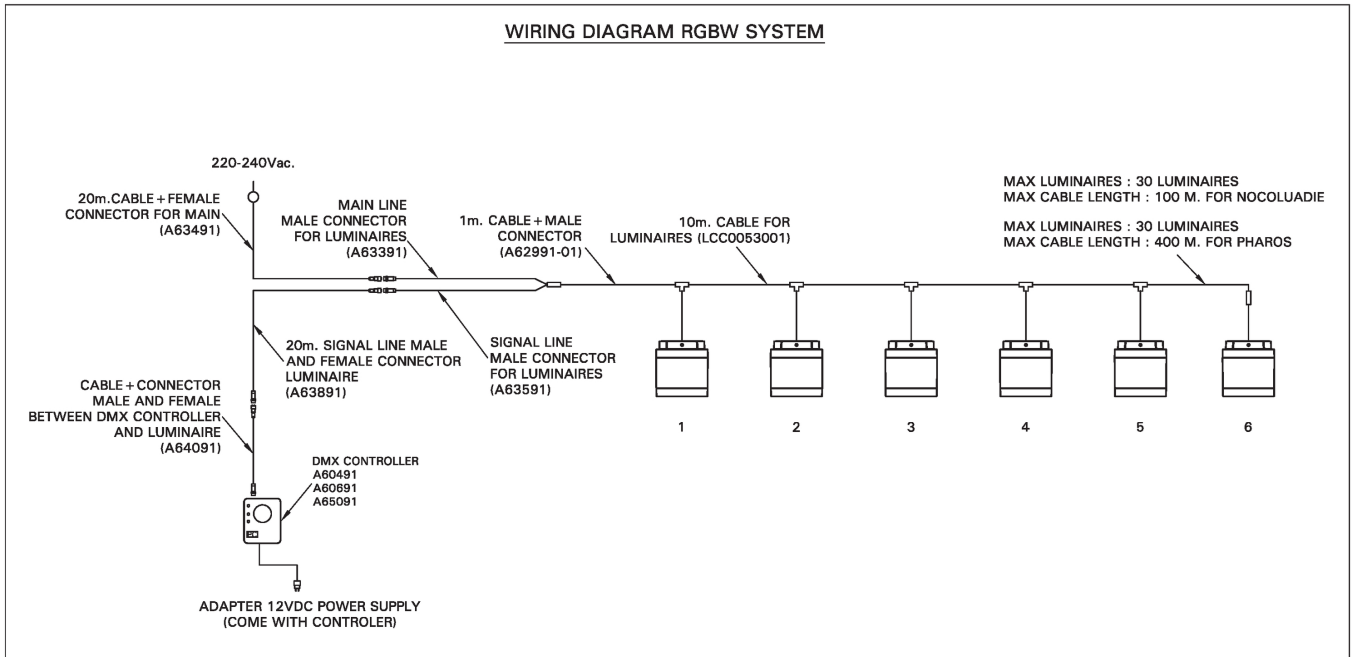 WIRING DIAGRAM RGBW SYSTEM
220-240Vac.
20m.CABLE+FEMALE
CONNECTOR FOR MAIN
(A63491)
MAIN LINE
MALE CONNECTOR
FOR LUMINAIRES
(A63391)
1m. CABLE+MALE
CONNECTOR
(A62991-01)
10m. CABLE FOR
LUMINAIRES (LCC0053001)
MAX LUMINAIRES : 30 LUMINAIRES
MAX CABLE LENGTH : 100 M. FOR NOCOLUADIE
MAX LUMINAIRES : 30 LUMINAIRES
MAX CABLE LENGTH : 400 M. FOR PHAROS
20m. SIGNAL LINE MALE
AND FEMALE CONNECTOR
LUMINAIRE
(A63891)
SIGNAL LINE
MALE CONNECTOR
FOR LUMINAIRES
(A63591)
CABLE+CONNECTOR
MALE AND FEMALE
BETWEEN DMX CONTROLLER
AND LUMINAIRE
(A64091)
1
2
3
4
5
6
DMX CONTROLLER
A60491
A60691
A65091
ADAPTER 12VDC POWER SUPPLY
(COME WITH CONTROLER)